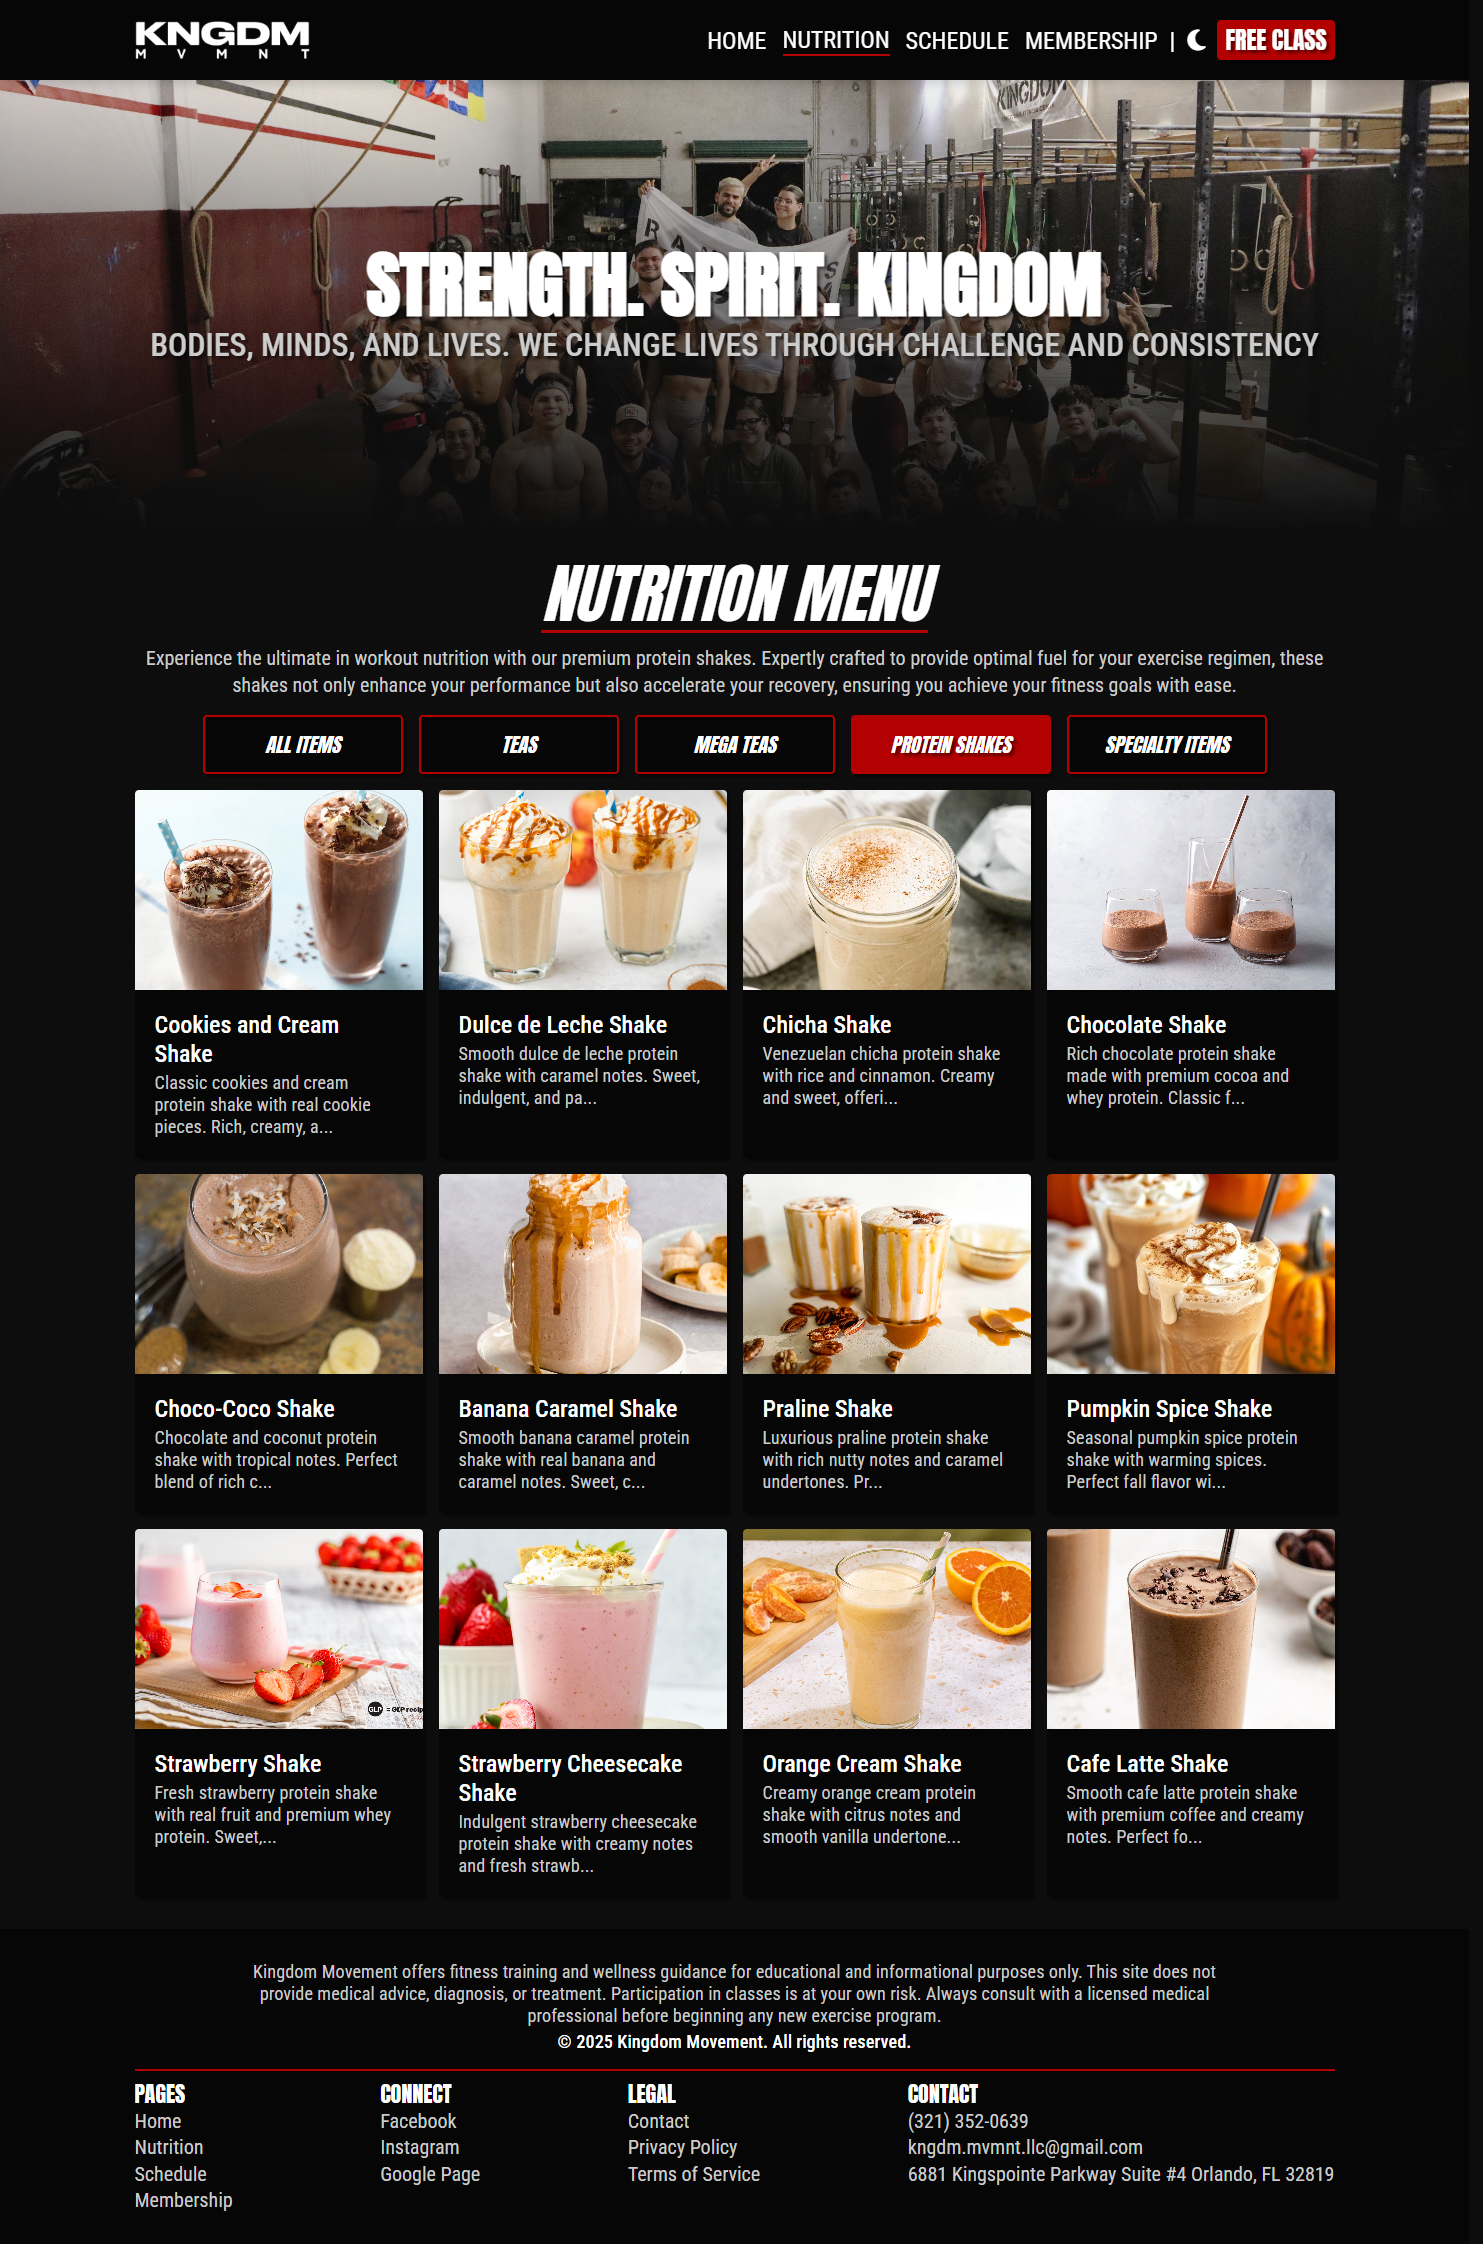 KNGDM
MVMNT
HOME NUTRITION SCHEDULE MEMBERSHIP | FREE CLASS
KINGDOM
STRENGTH. SPIRIT. KINGDOM
BODIES, MINDS, AND LIVES. WE CHANGE LIVES THROUGH CHALLENGE AND CONSISTENCY
NUTRITION MENU
Experience the ultimate in workout nutrition with our premium protein shakes. Expertly crafted to provide optimal fuel for your exercise regimen, these
shakes not only enhance your performance but also accelerate your recovery, ensuring you achieve your fitness goals with ease.
ALL ITEMS
TEAS
MEGA TEAS
PROTEIN SHAKES
SPECIALTY ITEMS
Cookies and Cream
Shake
Classic cookies and cream
protein shake with real cookie
pieces. Rich, creamy, a...
Dulce de Leche Shake
Smooth dulce de leche protein
shake with caramel notes. Sweet,
indulgent, and pa...
Chicha Shake
Venezuelan chicha protein shake
with rice and cinnamon. Creamy
and sweet, offeri...
Chocolate Shake
Rich chocolate protein shake
made with premium cocoa and
whey protein. Classic f...
Choco-Coco Shake
Chocolate and coconut protein
shake with tropical notes. Perfect
blend of rich c...
Banana Caramel Shake
Smooth banana caramel protein
shake with real banana and
caramel notes. Sweet, c...
Praline Shake
Luxurious praline protein shake
with rich nutty notes and caramel
undertones. Pr...
Pumpkin Spice Shake
Seasonal pumpkin spice protein
shake with warming spices.
Perfect fall flavor wi...
GLP = GLP recip
Strawberry Shake
Fresh strawberry protein shake
with real fruit and premium whey
protein. Sweet,...
Strawberry Cheesecake
Shake
Indulgent strawberry cheesecake
protein shake with creamy notes
and fresh strawb...
Orange Cream Shake
Creamy orange cream protein
shake with citrus notes and
smooth vanilla undertone...
Cafe Latte Shake
Smooth cafe latte protein shake
with premium coffee and creamy
notes. Perfect fo...
Kingdom Movement offers fitness training and wellness guidance for educational and informational purposes only. This site does not
provide medical advice, diagnosis, or treatment. Participation in classes is at your own risk. Always consult with a licensed medical
professional before beginning any new exercise program.
© 2025 Kingdom Movement. All rights reserved.
PAGES
Home
Nutrition
Schedule
Membership
CONNECT
Facebook
Instagram
Google Page
LEGAL
Contact
Privacy Policy
Terms of Service
CONTACT
(321) 352-0639
kngdm.mvmnt.llc@gmail.com
6881 Kingspointe Parkway Suite #4 Orlando, FL 32819